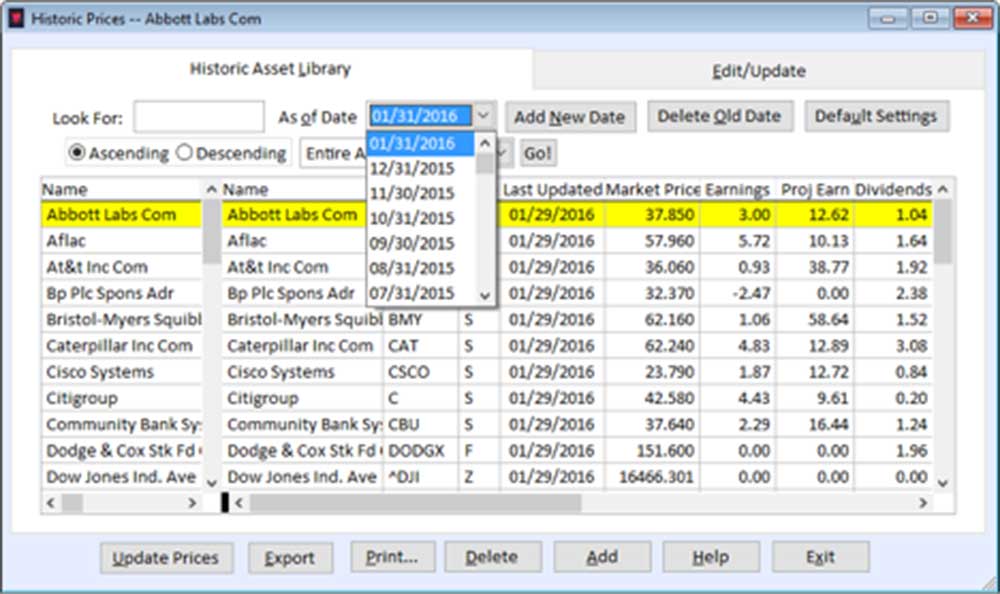 Historic Prices -- Abbott Labs Com
Historic Asset Library Edit/Update
Look For: As of Date 01/31/2016 Add New Date Delete Old Date Default Settings
Ascending Descending Entire A Go!
01/31/2016
12/31/2015
11/30/2015
10/31/2015
09/30/2015
08/31/2015
07/31/2015
Name Name Last Updated Market Price Earnings Proj Earn Dividends
Abbott Labs Com Abbott Labs Com 01/29/2016 37.850 3.00 12.62 1.04
Aflac Aflac 01/29/2016 57.960 5.72 10.13 1.64
At&t Inc Com At&t Inc Com 01/29/2016 36.060 0.93 38.77 1.92
Bp Plc Spons Adr Bp Plc Spons Adr 01/29/2016 32.370 -2.47 0.00 2.38
Bristol-Myers Squibl Bristol-Myers Squibl BMY S 01/29/2016 62.160 1.06 58.64 1.52
Caterpillar Inc Com Caterpillar Inc Com CAT S 01/29/2016 62.240 4.83 12.89 3.08
Cisco Systems Cisco Systems CSCO S 01/29/2016 23.790 1.87 12.72 0.84
Citigroup Citigroup C S 01/29/2016 42.580 4.43 9.61 0.20
Community Bank Sy Community Bank Sy CBU S 01/29/2016 37.640 2.29 16.44 1.24
Dodge & Cox Stk Fd Dodge & Cox Stk Fd DODGX F 01/29/2016 151.600 0.00 0.00 1.96
Dow Jones Ind. Ave Dow Jones Ind. Ave ^DJI Z 01/29/2016 16466.301 0.00 0.00 0.00
Update Prices Export Print... Delete Add Help Exit